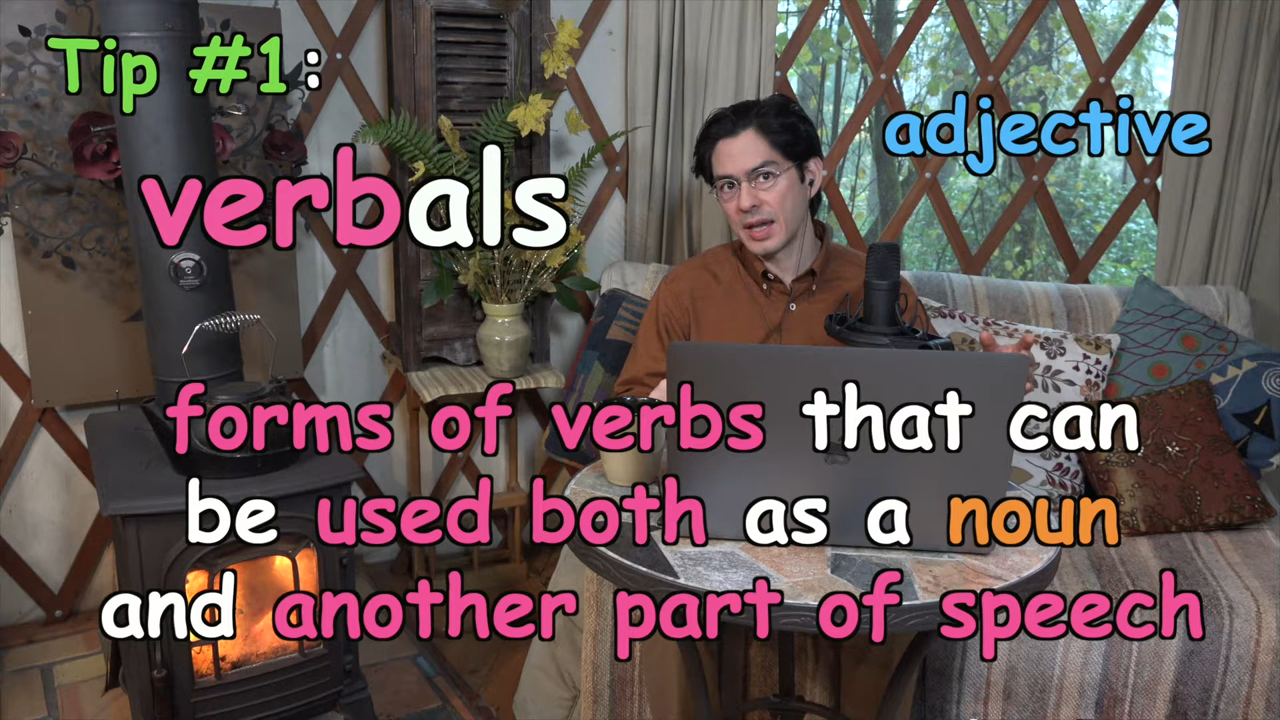 Tip #1:
adjective
verbals
forms of verbs that can
be used both as a noun
and another part of speech